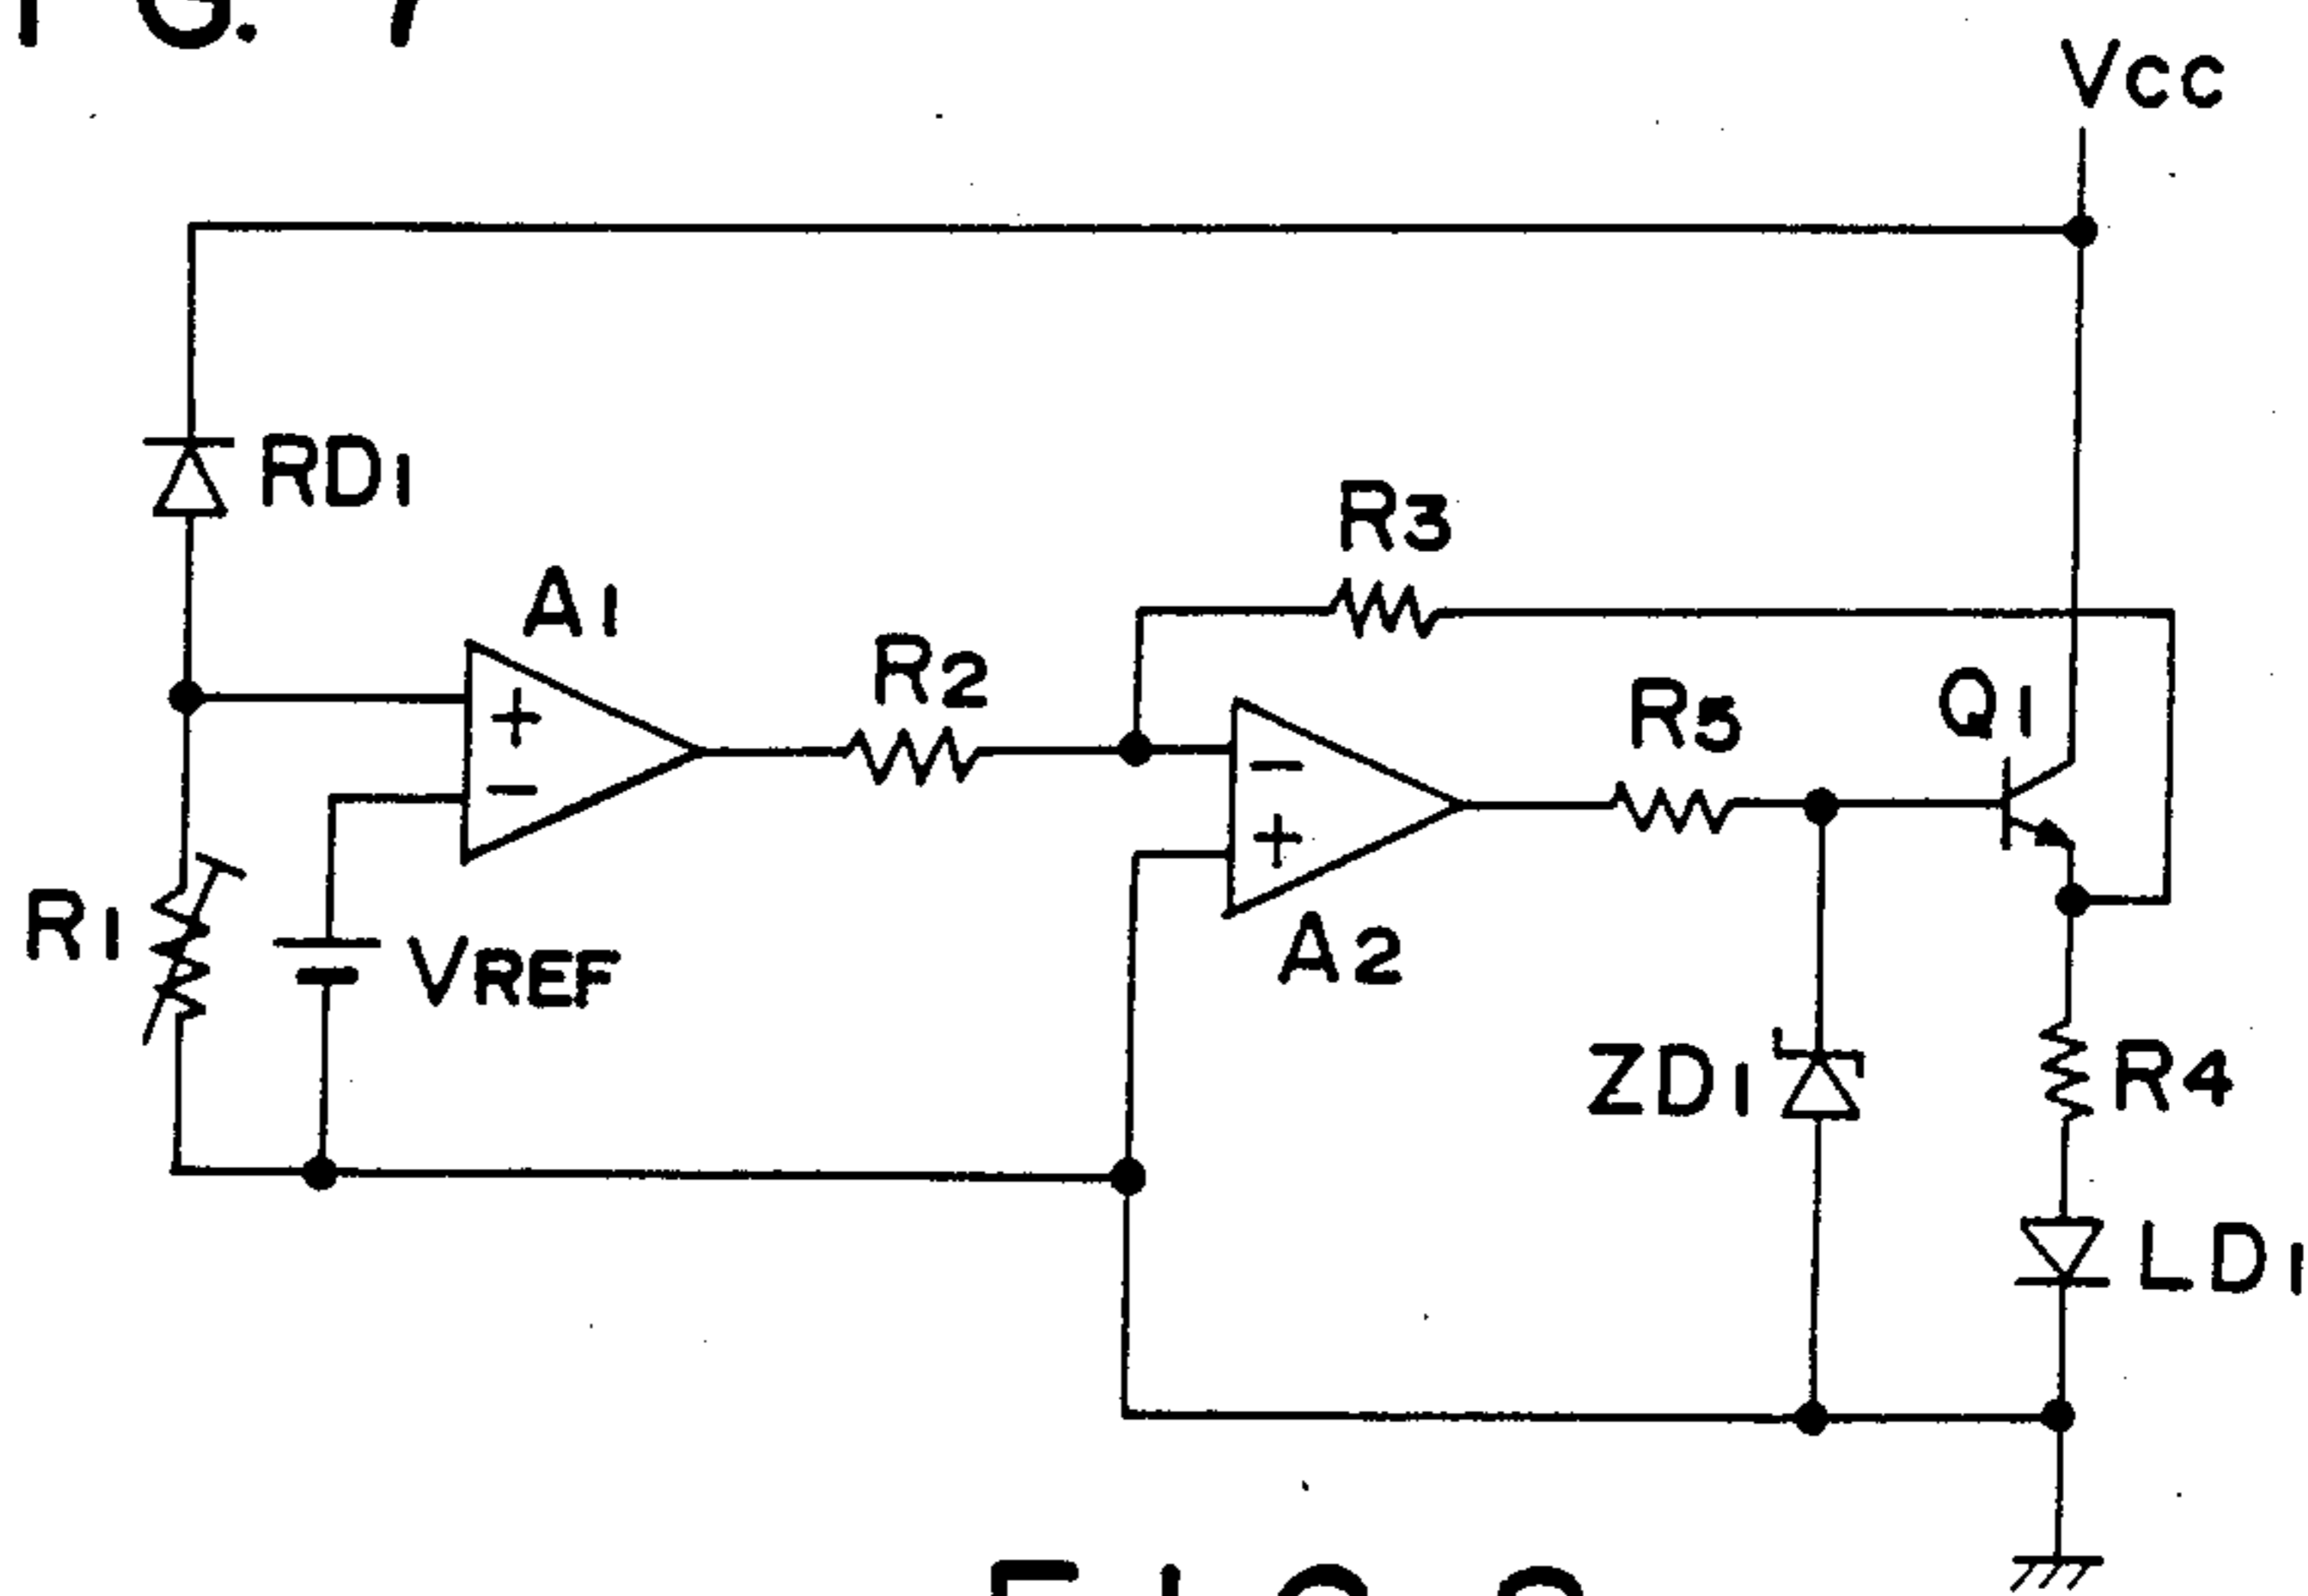 Vcc
RD1
R3
A1
R2
R5
Q1
+
−
−
+
R1
VREF
A2
ZD1
R4
LD1